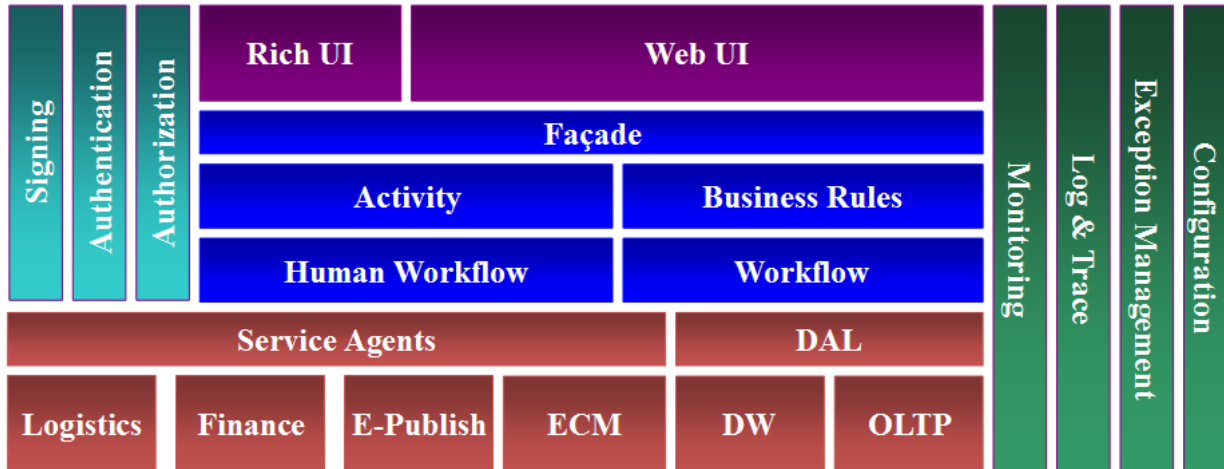 Signing
Authentication
Authorization
Rich UI
Web UI
Façade
Activity
Business Rules
Human Workflow
Workflow
Service Agents
DAL
Logistics
Finance
E-Publish
ECM
DW
OLTP
Monitoring
Log & Trace
Exception Management
Configuration